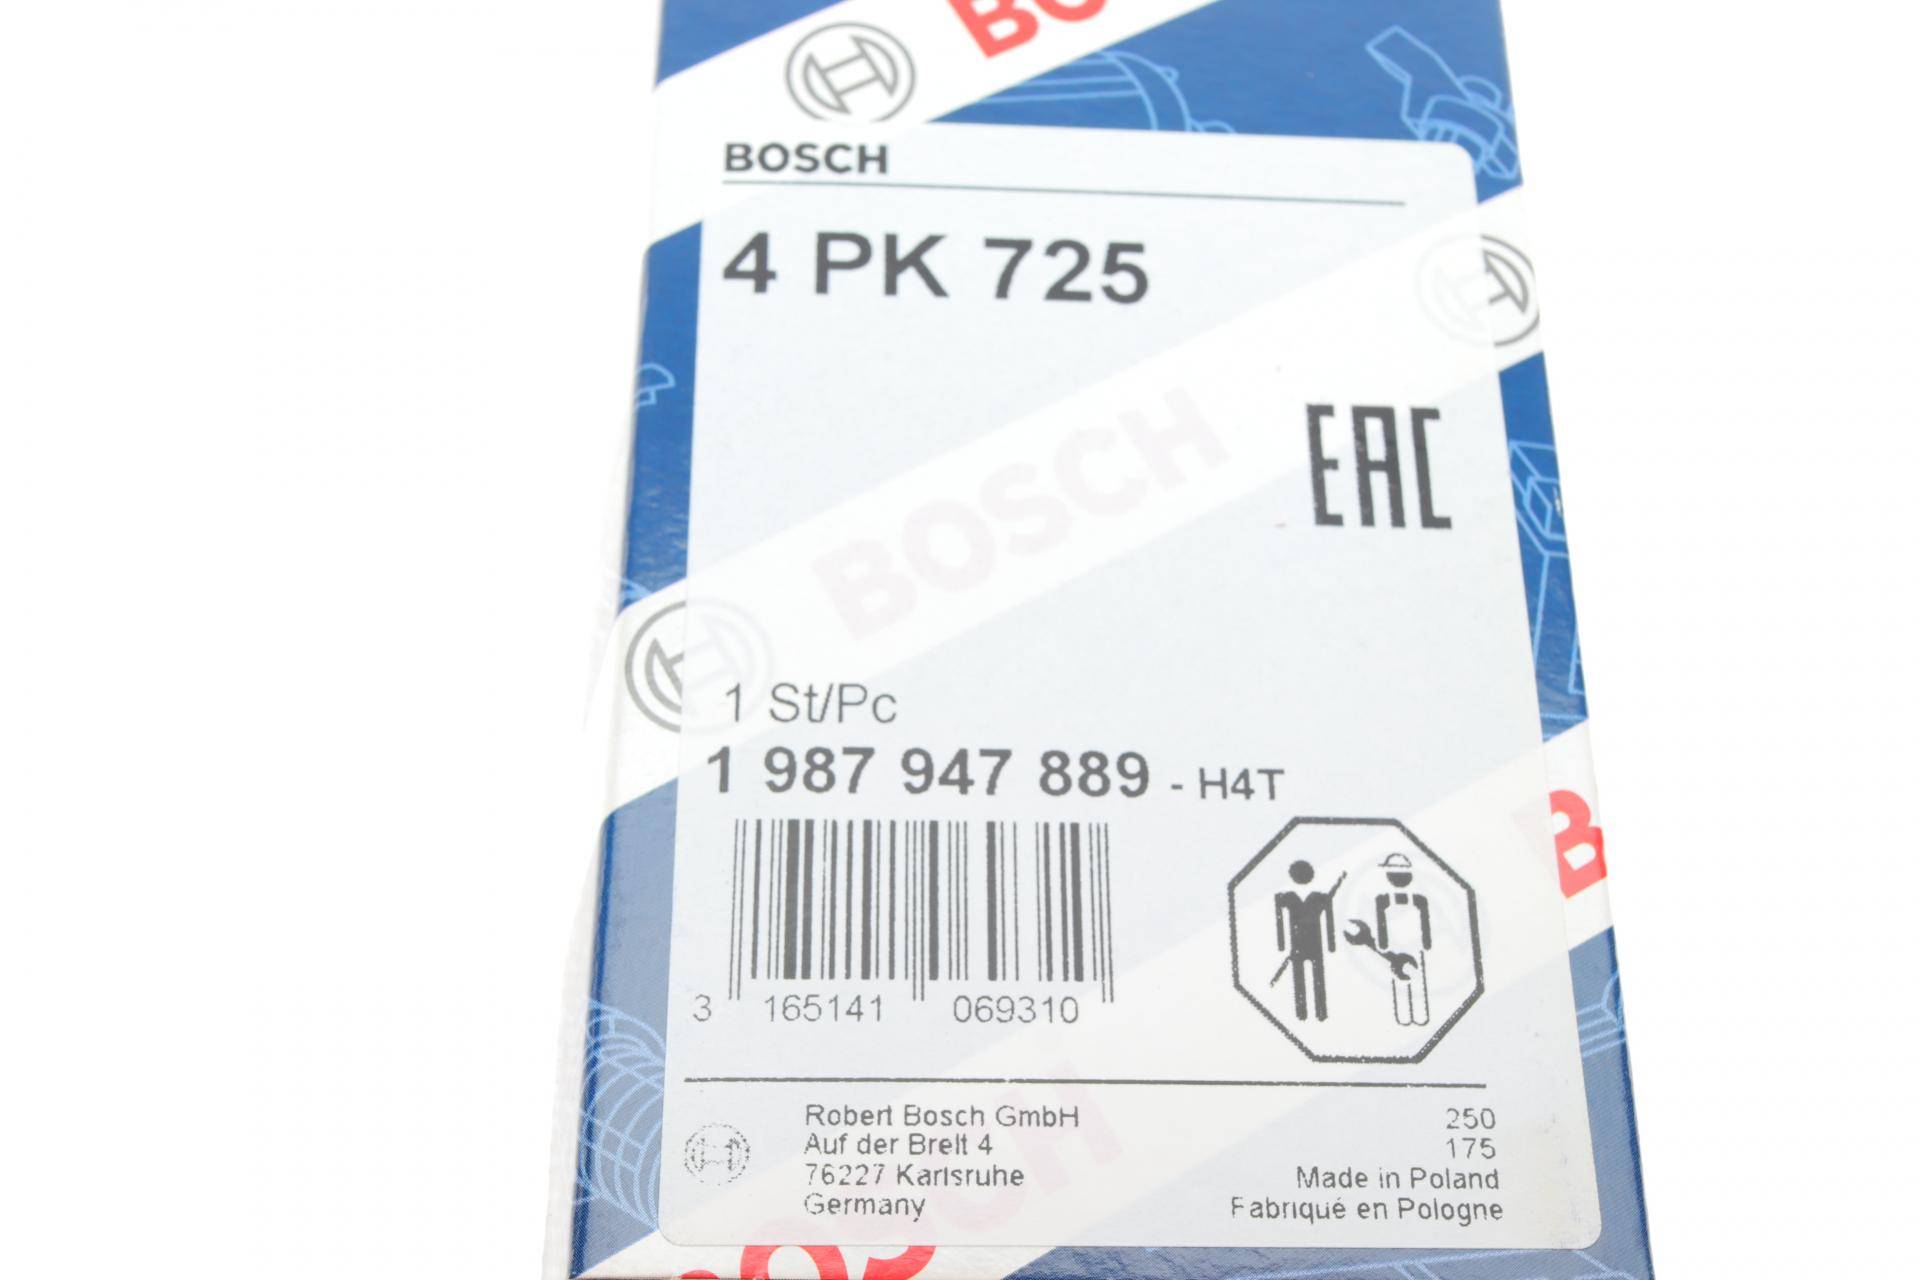 BOSCH
4 PK 725
EAC
BOSCH
1 St/Pc
1 987 947 889 - H4T
3 165141 069310
Robert Bosch GmbH
Auf der Breit 4
76227 Karlsruhe
Germany
250
175
Made in Poland
Fabriqué en Pologne